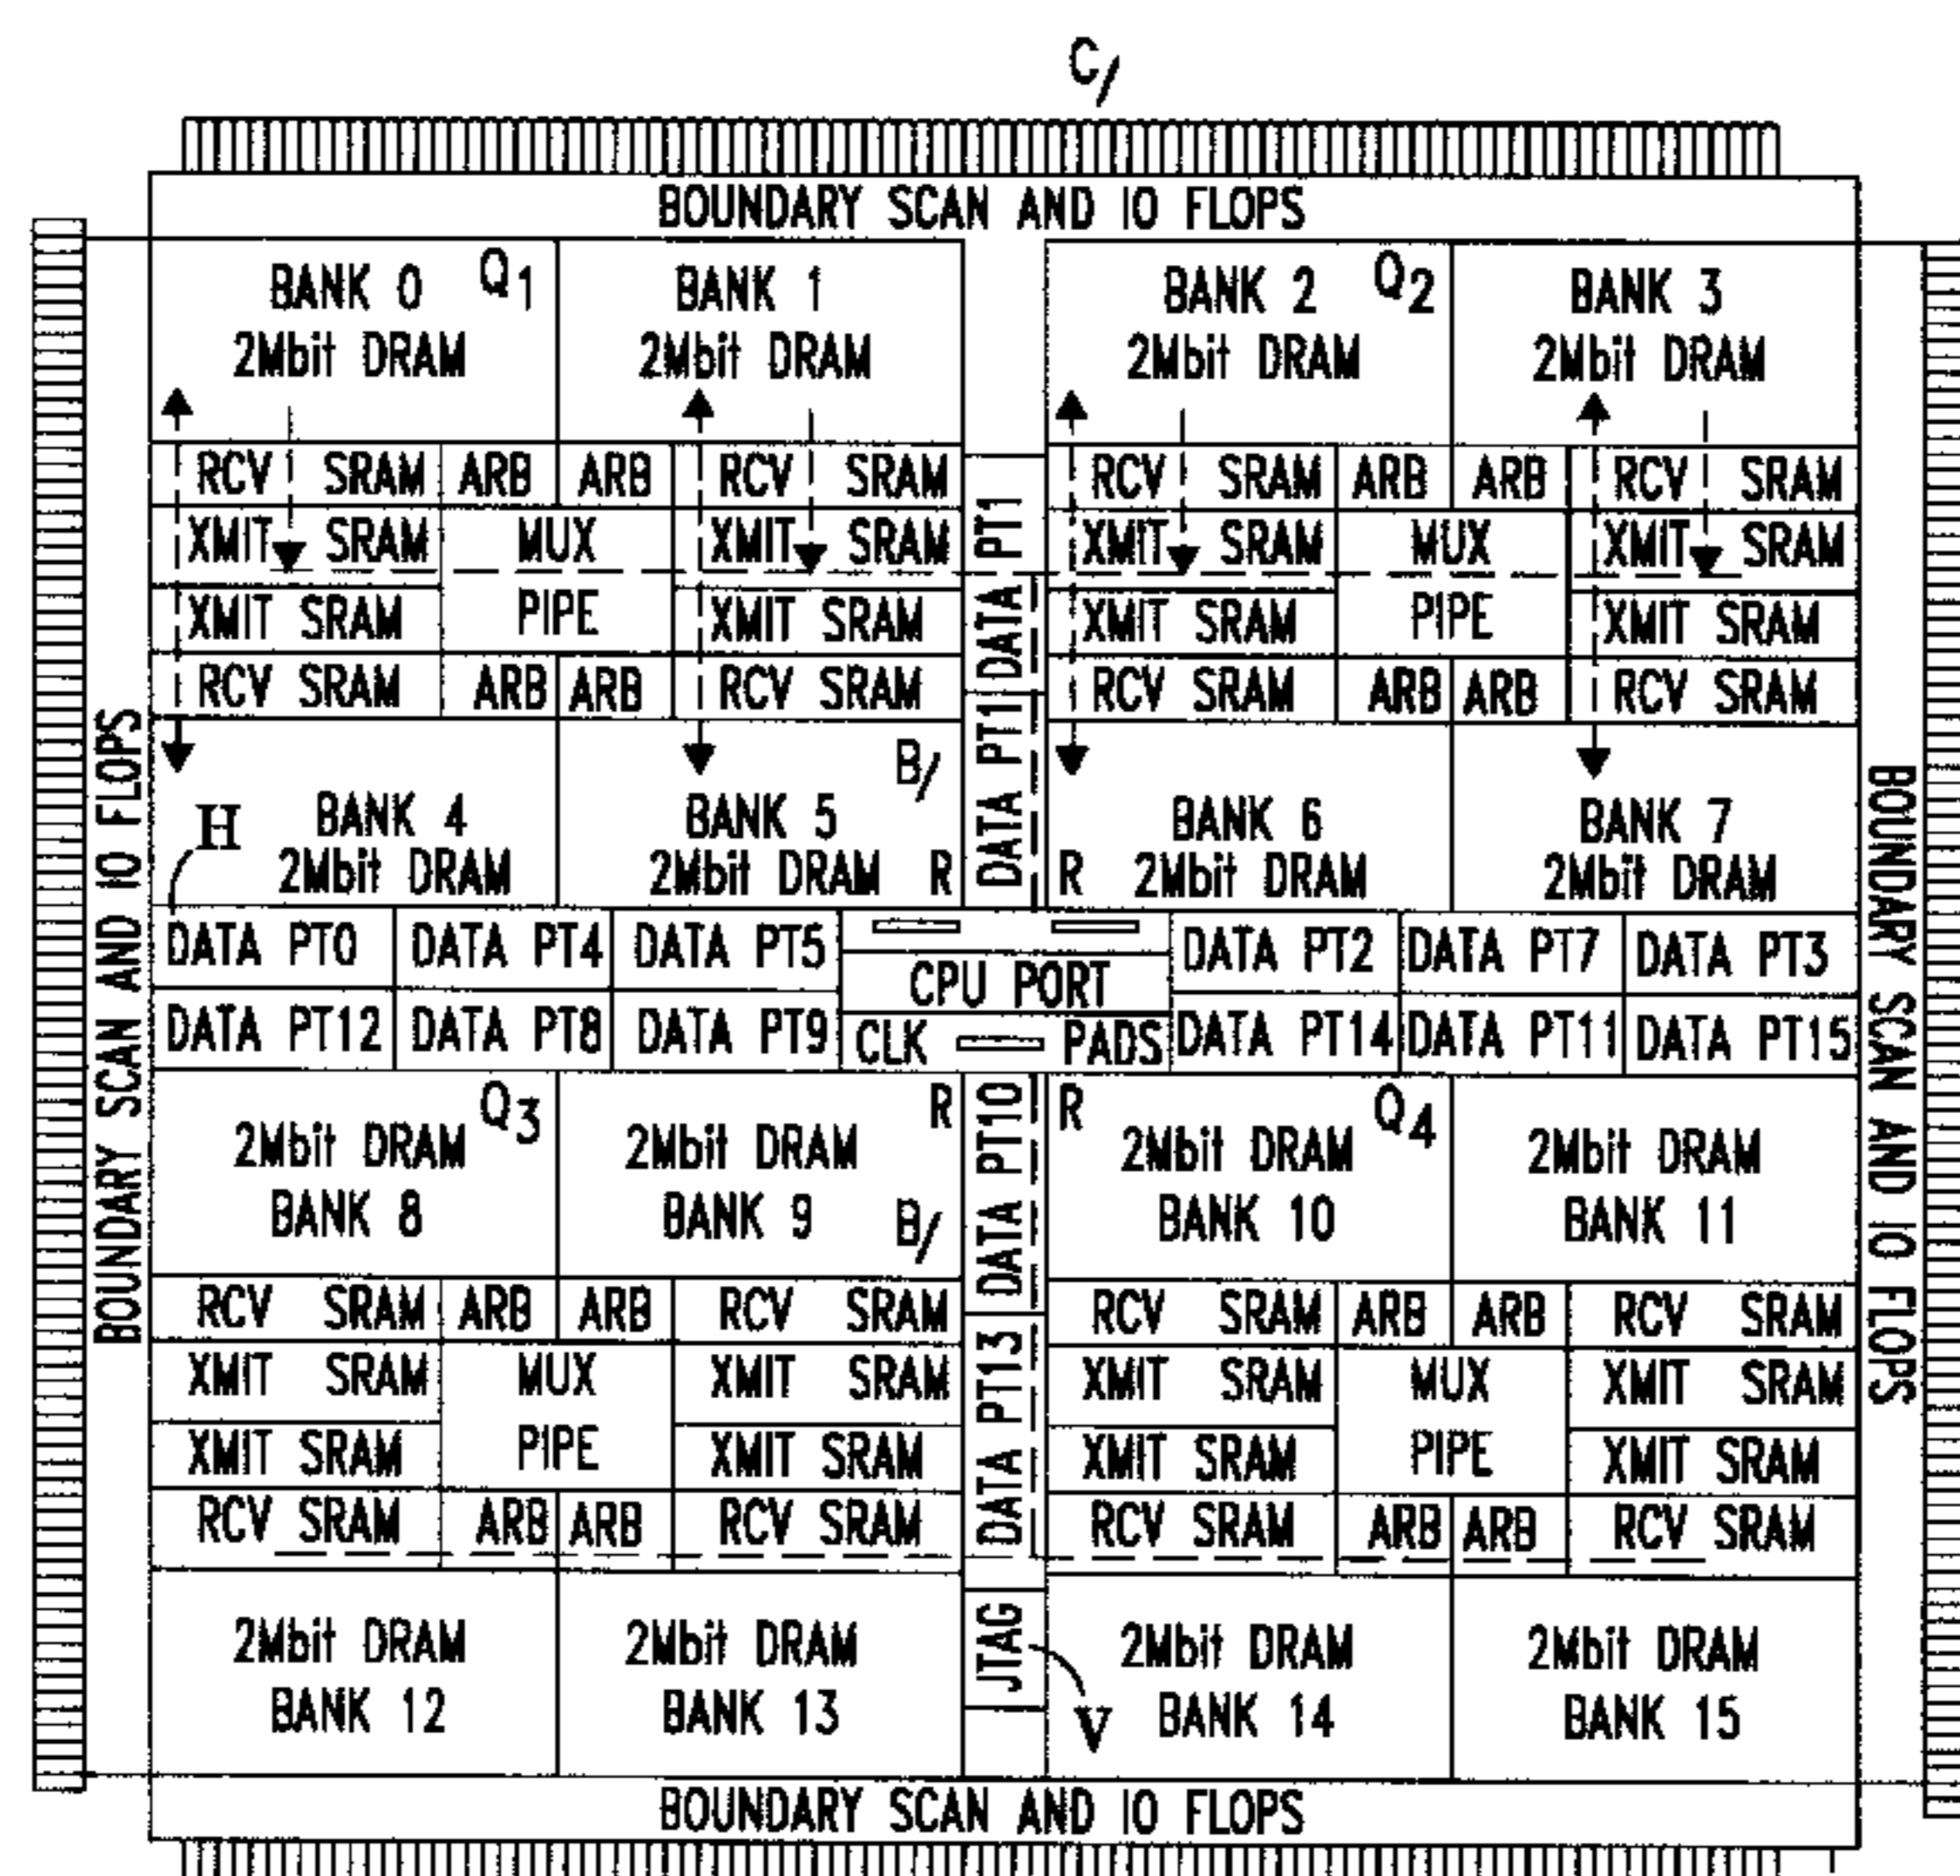 C
BOUNDARY SCAN AND IO FLOPS
BANK 0 Q1 BANK 1 BANK 2 Q2 BANK 3
2Mbit DRAM 2Mbit DRAM 2Mbit DRAM 2Mbit DRAM
RCV SRAM ARB ARB RCV SRAM RCV SRAM ARB ARB RCV SRAM
XMIT SRAM MUX XMIT SRAM XMIT SRAM MUX XMIT SRAM
XMIT SRAM PIPE XMIT SRAM XMIT SRAM PIPE XMIT SRAM
RCV SRAM ARB ARB RCV SRAM RCV SRAM ARB ARB RCV SRAM
DATA PT1
DATA PT1
BOUNDARY SCAN AND IO FLOPS
BOUNDARY SCAN AND IO FLOPS
B
H BANK 4 BANK 5 BANK 6 BANK 7
2Mbit DRAM 2Mbit DRAM R R 2Mbit DRAM 2Mbit DRAM
DATA PT0 DATA PT4 DATA PT5 DATA PT2 DATA PT7 DATA PT3
CPU PORT
DATA PT12 DATA PT8 DATA PT9 CLK PADS DATA PT14 DATA PT11 DATA PT15
Q3 R R Q4
2Mbit DRAM 2Mbit DRAM 2Mbit DRAM 2Mbit DRAM
BANK 8 BANK 9 B BANK 10 BANK 11
DATA PT10
DATA PT13
RCV SRAM ARB ARB RCV SRAM RCV SRAM ARB ARB RCV SRAM
XMIT SRAM MUX XMIT SRAM XMIT SRAM MUX XMIT SRAM
XMIT SRAM PIPE XMIT SRAM XMIT SRAM PIPE XMIT SRAM
RCV SRAM ARB ARB RCV SRAM RCV SRAM ARB ARB RCV SRAM
JTAG
2Mbit DRAM 2Mbit DRAM 2Mbit DRAM 2Mbit DRAM
BANK 12 BANK 13 V BANK 14 BANK 15
BOUNDARY SCAN AND IO FLOPS